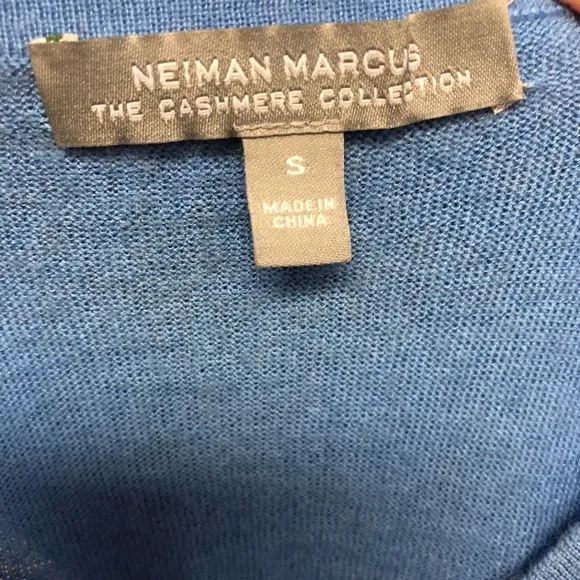 NEIMAN MARCUS
THE CASHMERE COLLECTION
S
MADE IN
CHINA